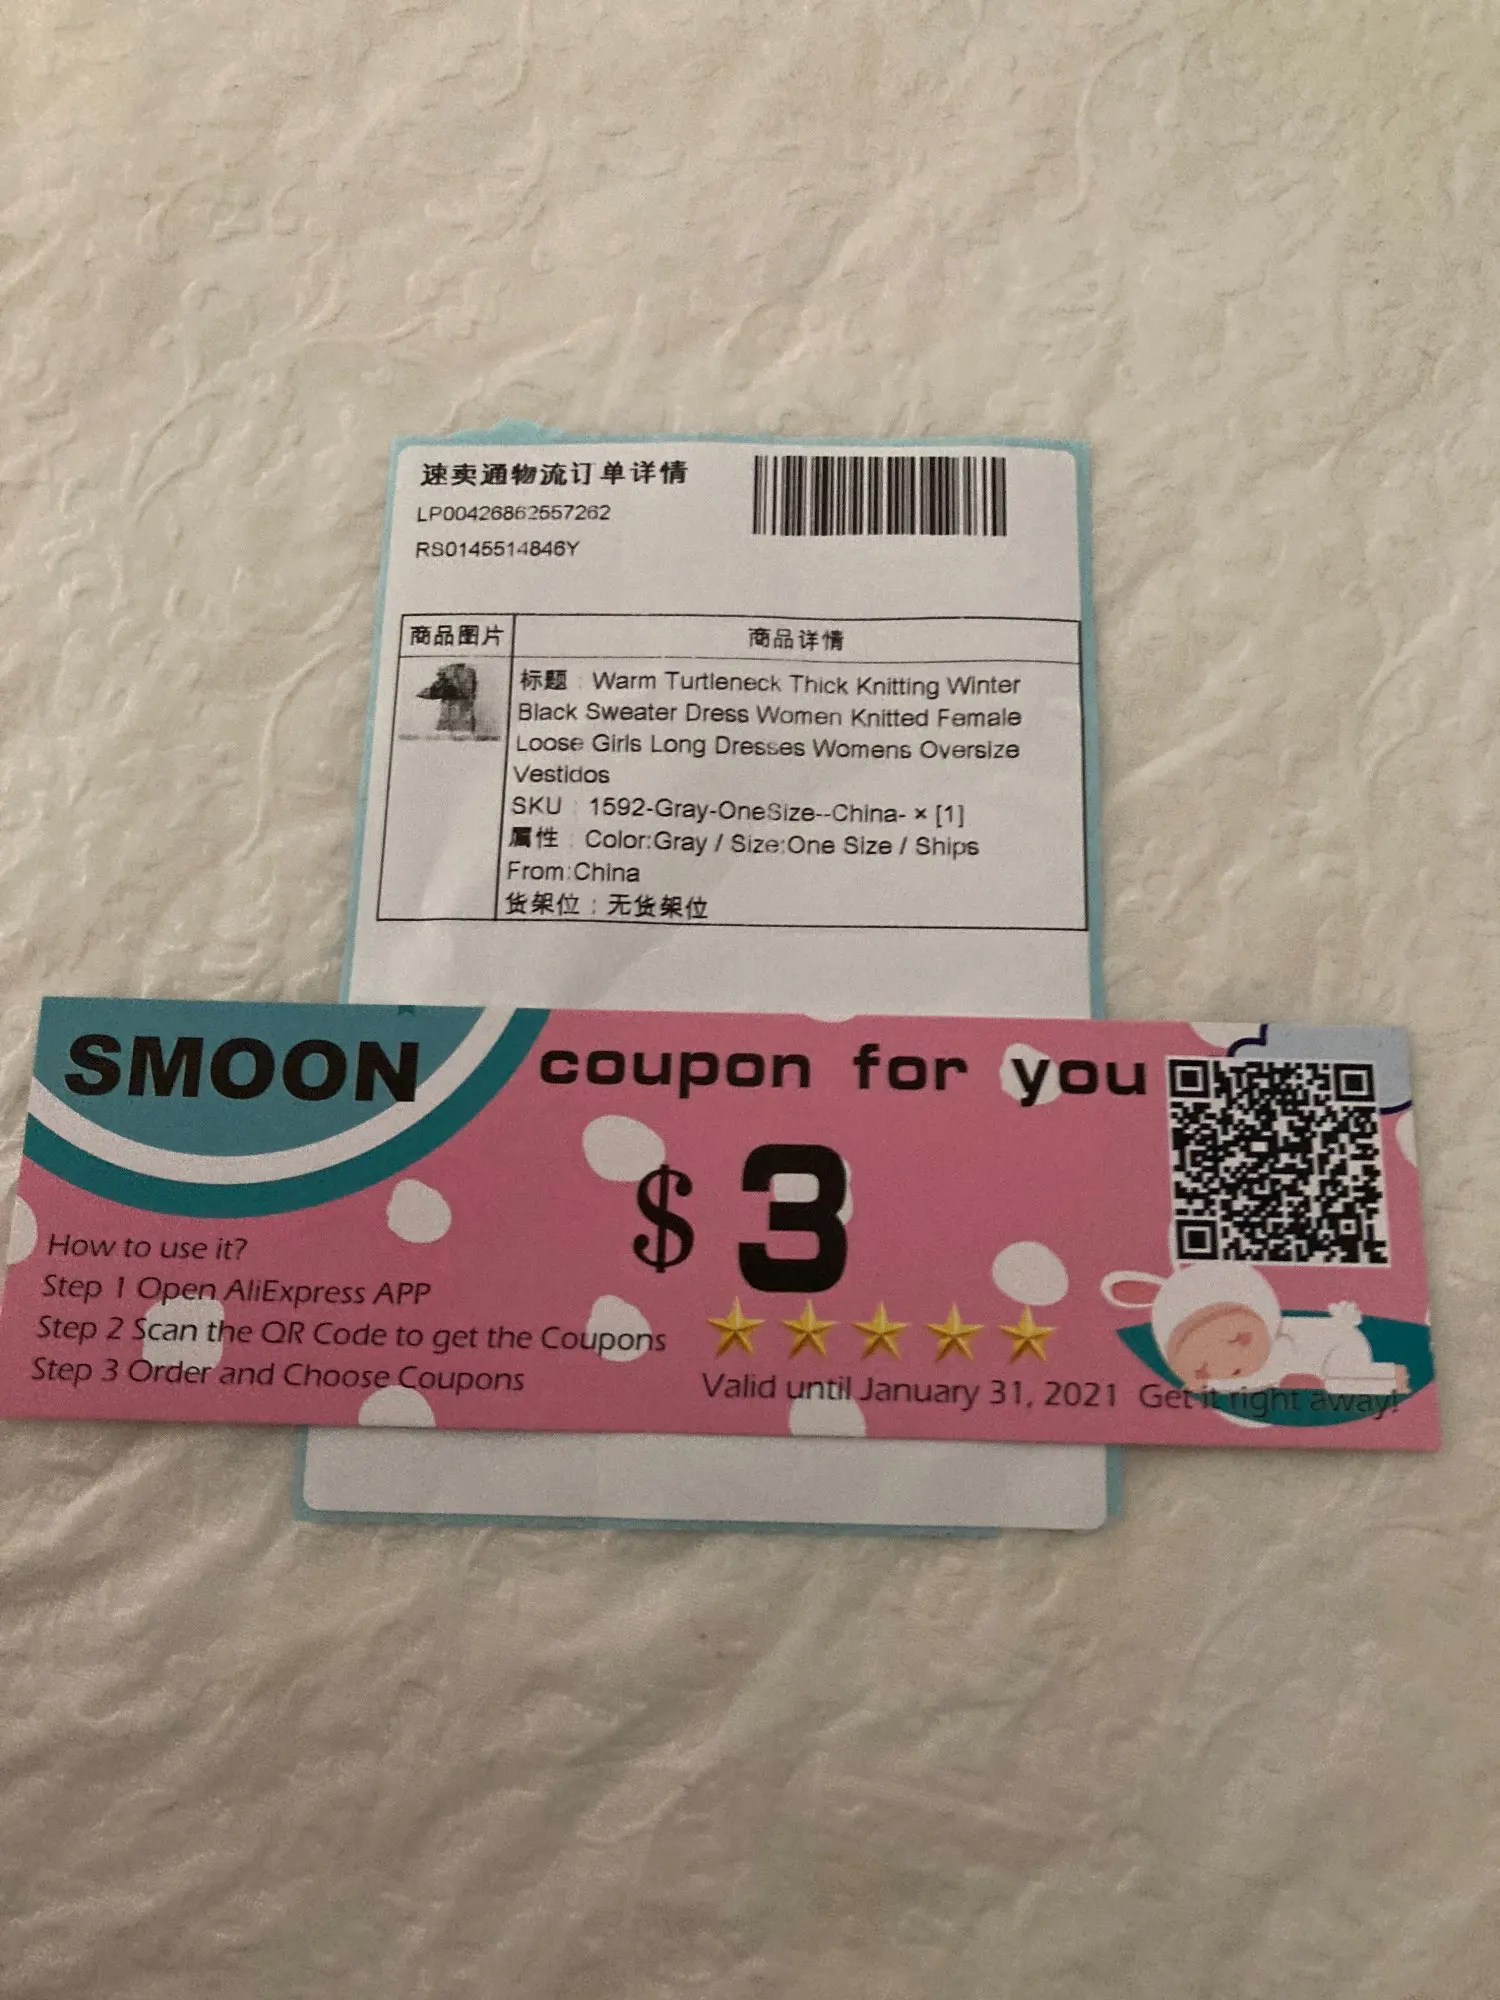 速卖通物流订单详情
LP00426862557262
RS0145514846Y
商品图片 商品详情
标题 : Warm Turtleneck Thick Knitting Winter
Black Sweater Dress Women Knitted Female
Loose Girls Long Dresses Womens Oversize
Vestidos
SKU : 1592-Gray-OneSize--China- × [1]
属性 : Color:Gray / Size:One Size / Ships
From:China
货架位 : 无货架位
SMOON
coupon for you
$ 3
How to use it?
Step 1 Open AliExpress APP
Step 2 Scan the QR Code to get the Coupons
Step 3 Order and Choose Coupons
Valid until January 31, 2021 Get it right away!